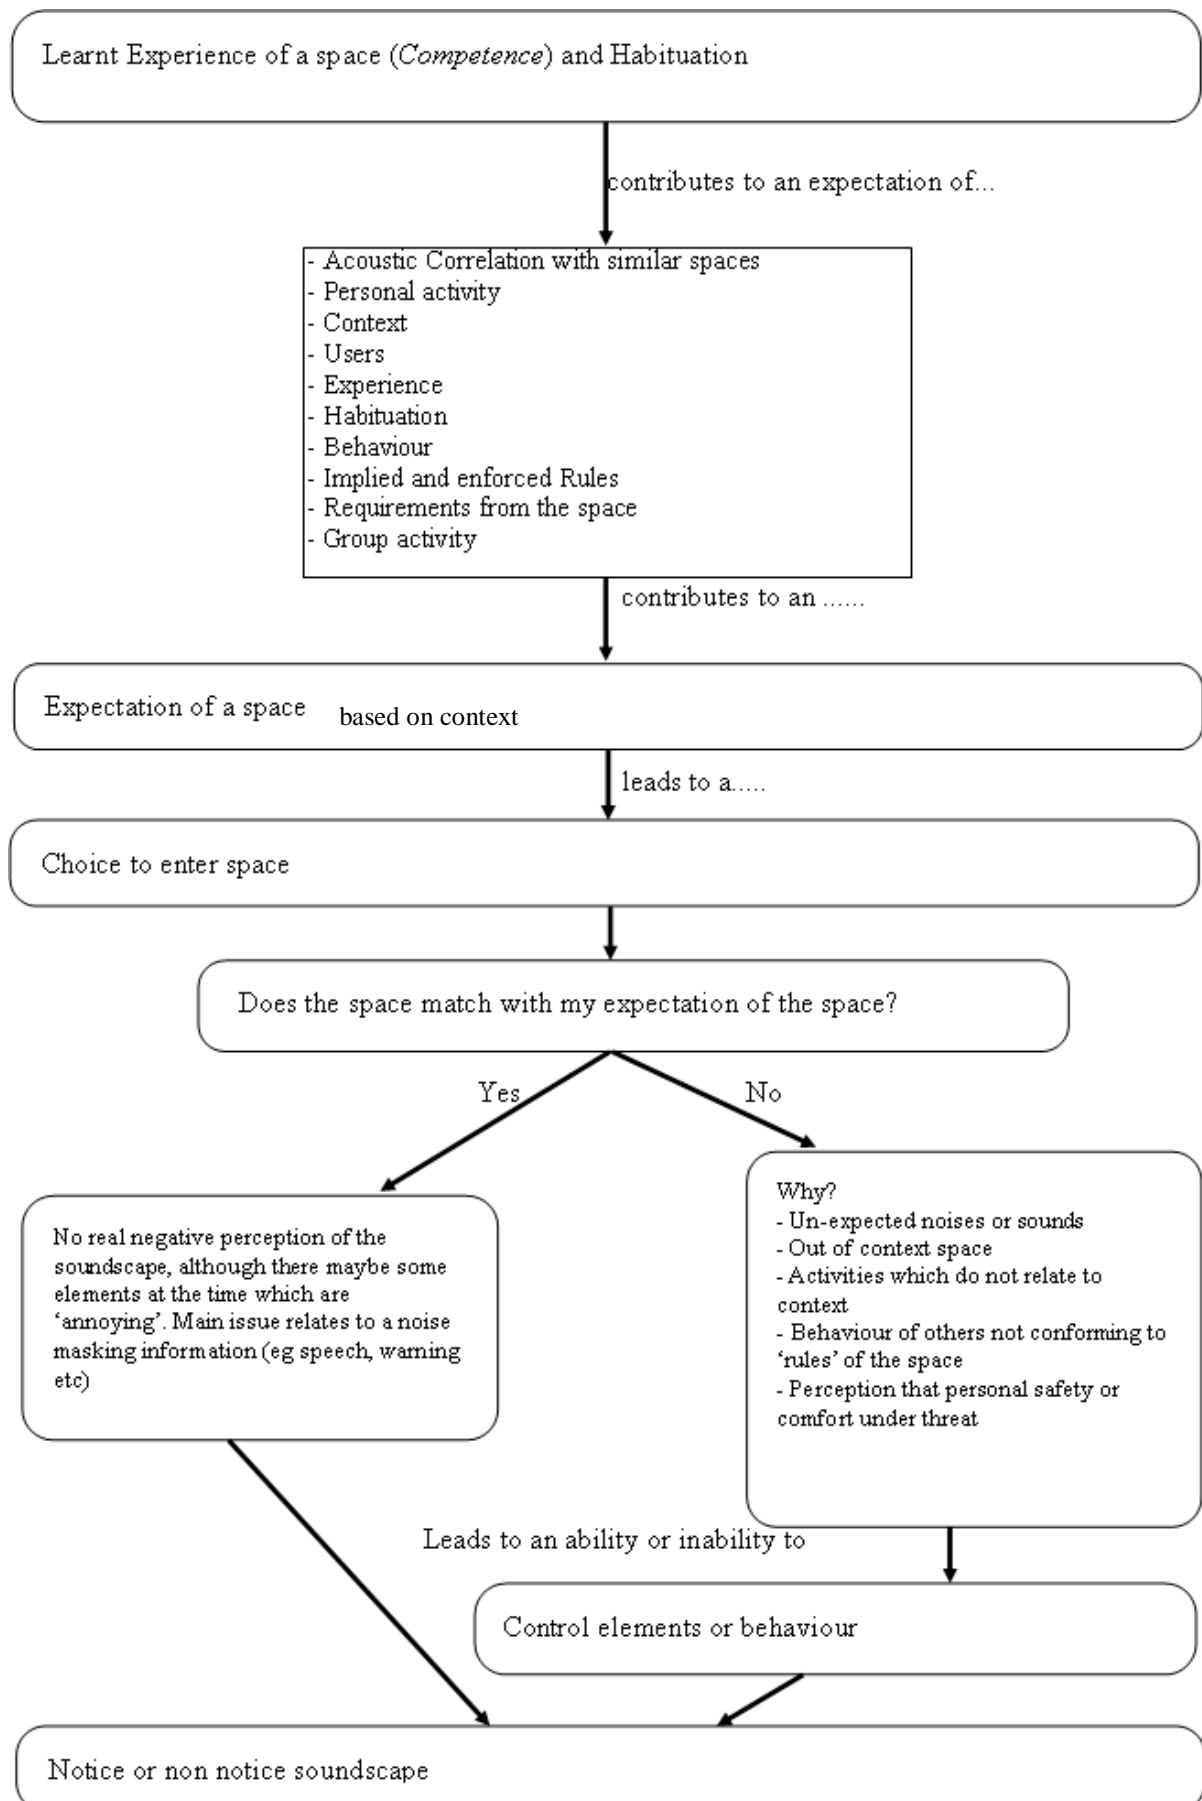 Learnt Experience of a space (Competence) and Habituation
contributes to an expectation of...
- Acoustic Correlation with similar spaces
- Personal activity
- Context
- Users
- Experience
- Habituation
- Behaviour
- Implied and enforced Rules
- Requirements from the space
- Group activity
contributes to an ......
Expectation of a space based on context
leads to a.....
Choice to enter space
Does the space match with my expectation of the space?
Yes
No
No real negative perception of the
soundscape, although there maybe some
elements at the time which are
‘annoying’. Main issue relates to a noise
masking information (eg speech, warning
etc)
Why?
- Un-expected noises or sounds
- Out of context space
- Activities which do not relate to
context
- Behaviour of others not conforming to
‘rules’ of the space
- Perception that personal safety or
comfort under threat
Leads to an ability or inability to
Control elements or behaviour
Notice or non notice soundscape